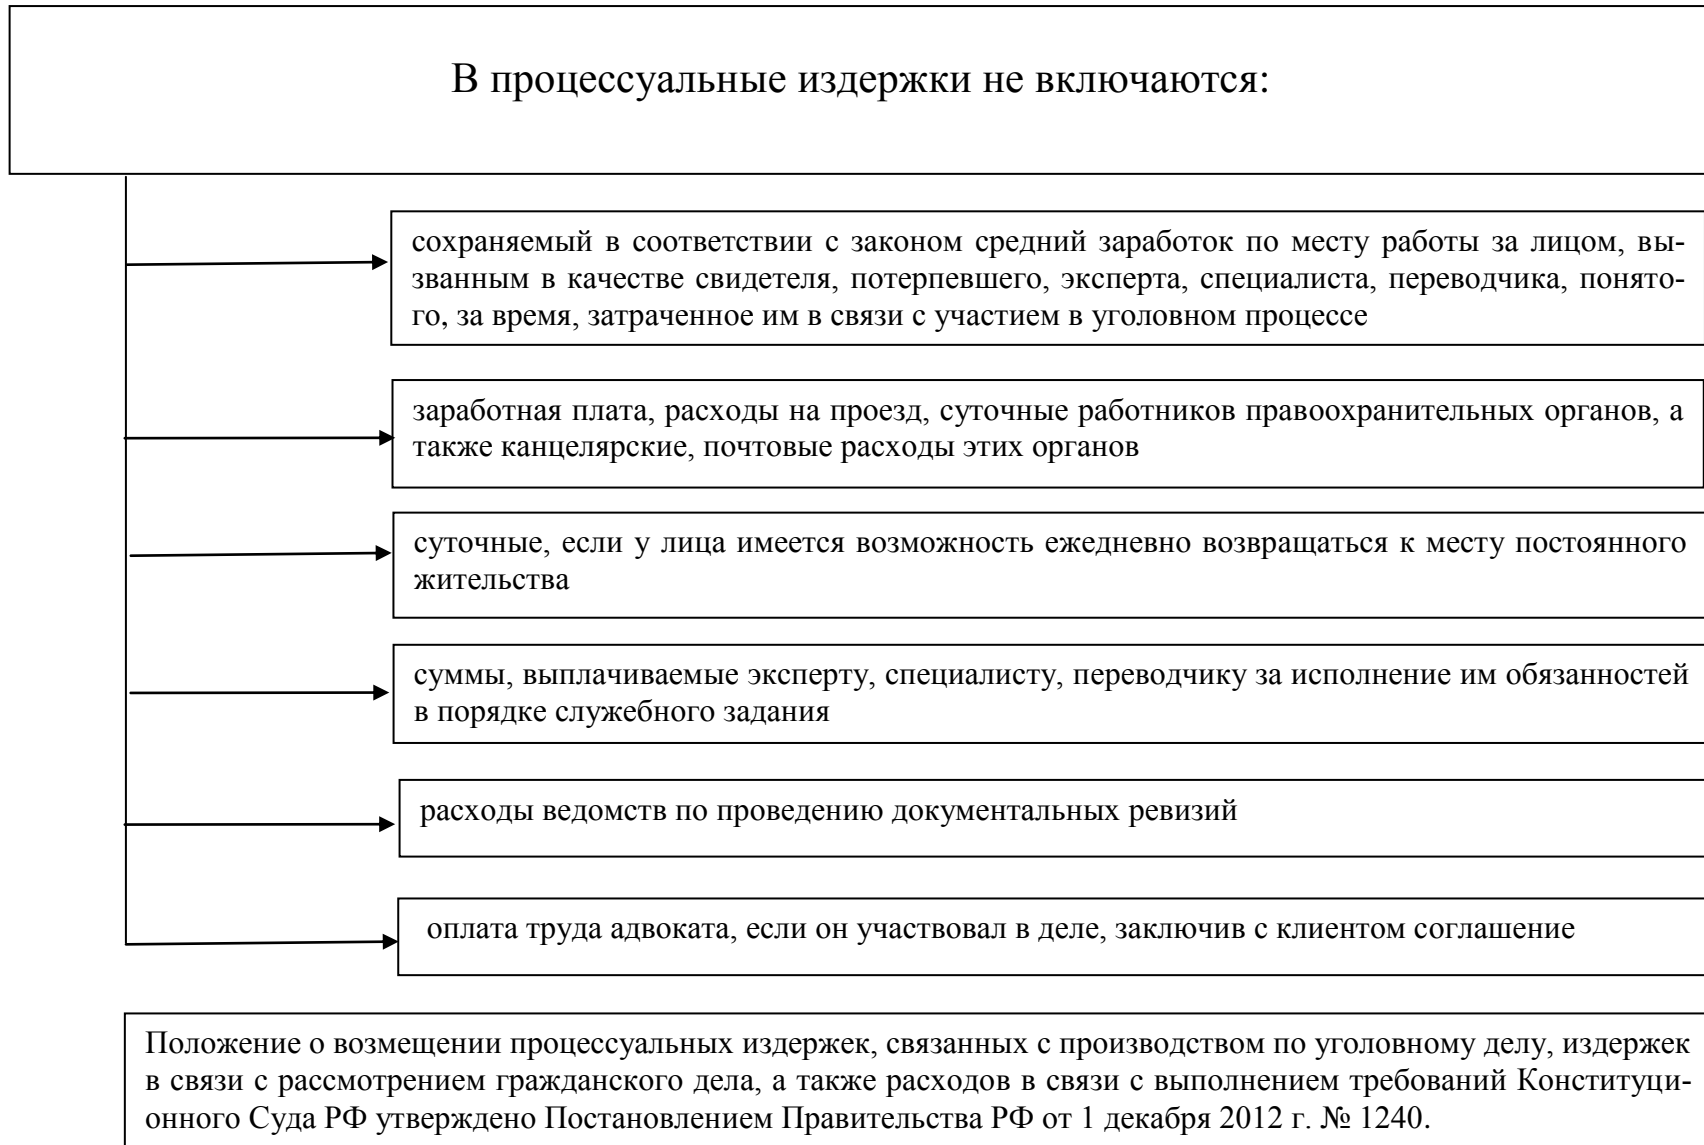 В процессуальные издержки не включаются:
сохраняемый в соответствии с законом средний заработок по месту работы за лицом, вы-
званным в качестве свидетеля, потерпевшего, эксперта, специалиста, переводчика, понято-
го, за время, затраченное им в связи с участием в уголовном процессе
заработная плата, расходы на проезд, суточные работников правоохранительных органов, а
также канцелярские, почтовые расходы этих органов
суточные, если у лица имеется возможность ежедневно возвращаться к месту постоянного
жительства
суммы, выплачиваемые эксперту, специалисту, переводчику за исполнение им обязанностей
в порядке служебного задания
расходы ведомств по проведению документальных ревизий
оплата труда адвоката, если он участвовал в деле, заключив с клиентом соглашение
Положение о возмещении процессуальных издержек, связанных с производством по уголовному делу, издержек
в связи с рассмотрением гражданского дела, а также расходов в связи с выполнением требований Конституци-
онного Суда РФ утверждено Постановлением Правительства РФ от 1 декабря 2012 г. № 1240.